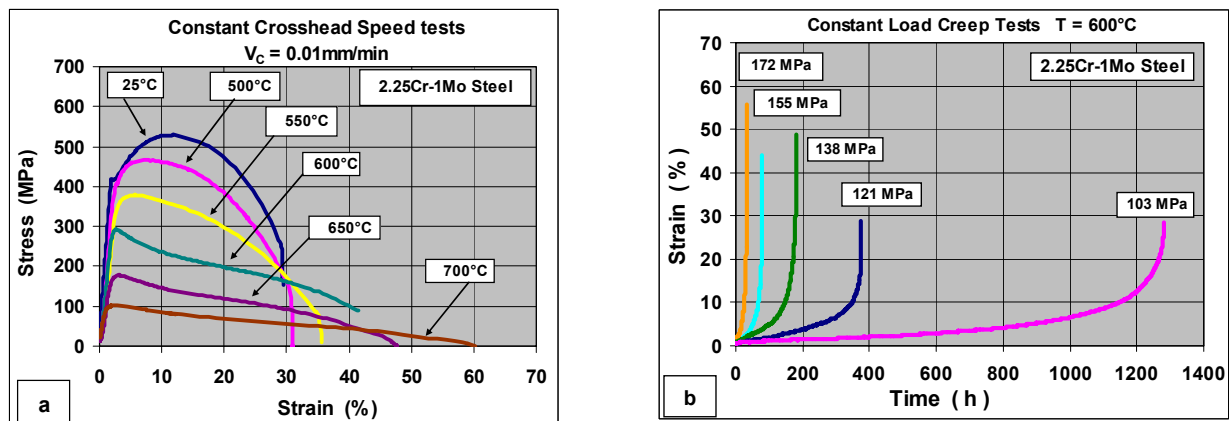 Constant Crosshead Speed tests
V_C = 0.01mm/min
700
600
500
400
300
200
100
0
Stress (MPa)
25°C
500°C
2.25Cr-1Mo Steel
550°C
600°C
650°C
700°C
0 10 20 30 40 50 60 70
Strain (%)
a
Constant Load Creep Tests T = 600°C
70
60
50
40
30
20
10
0
Strain (%)
172 MPa
2.25Cr-1Mo Steel
155 MPa
138 MPa
121 MPa
103 MPa
0 200 400 600 800 1000 1200 1400
Time ( h )
b